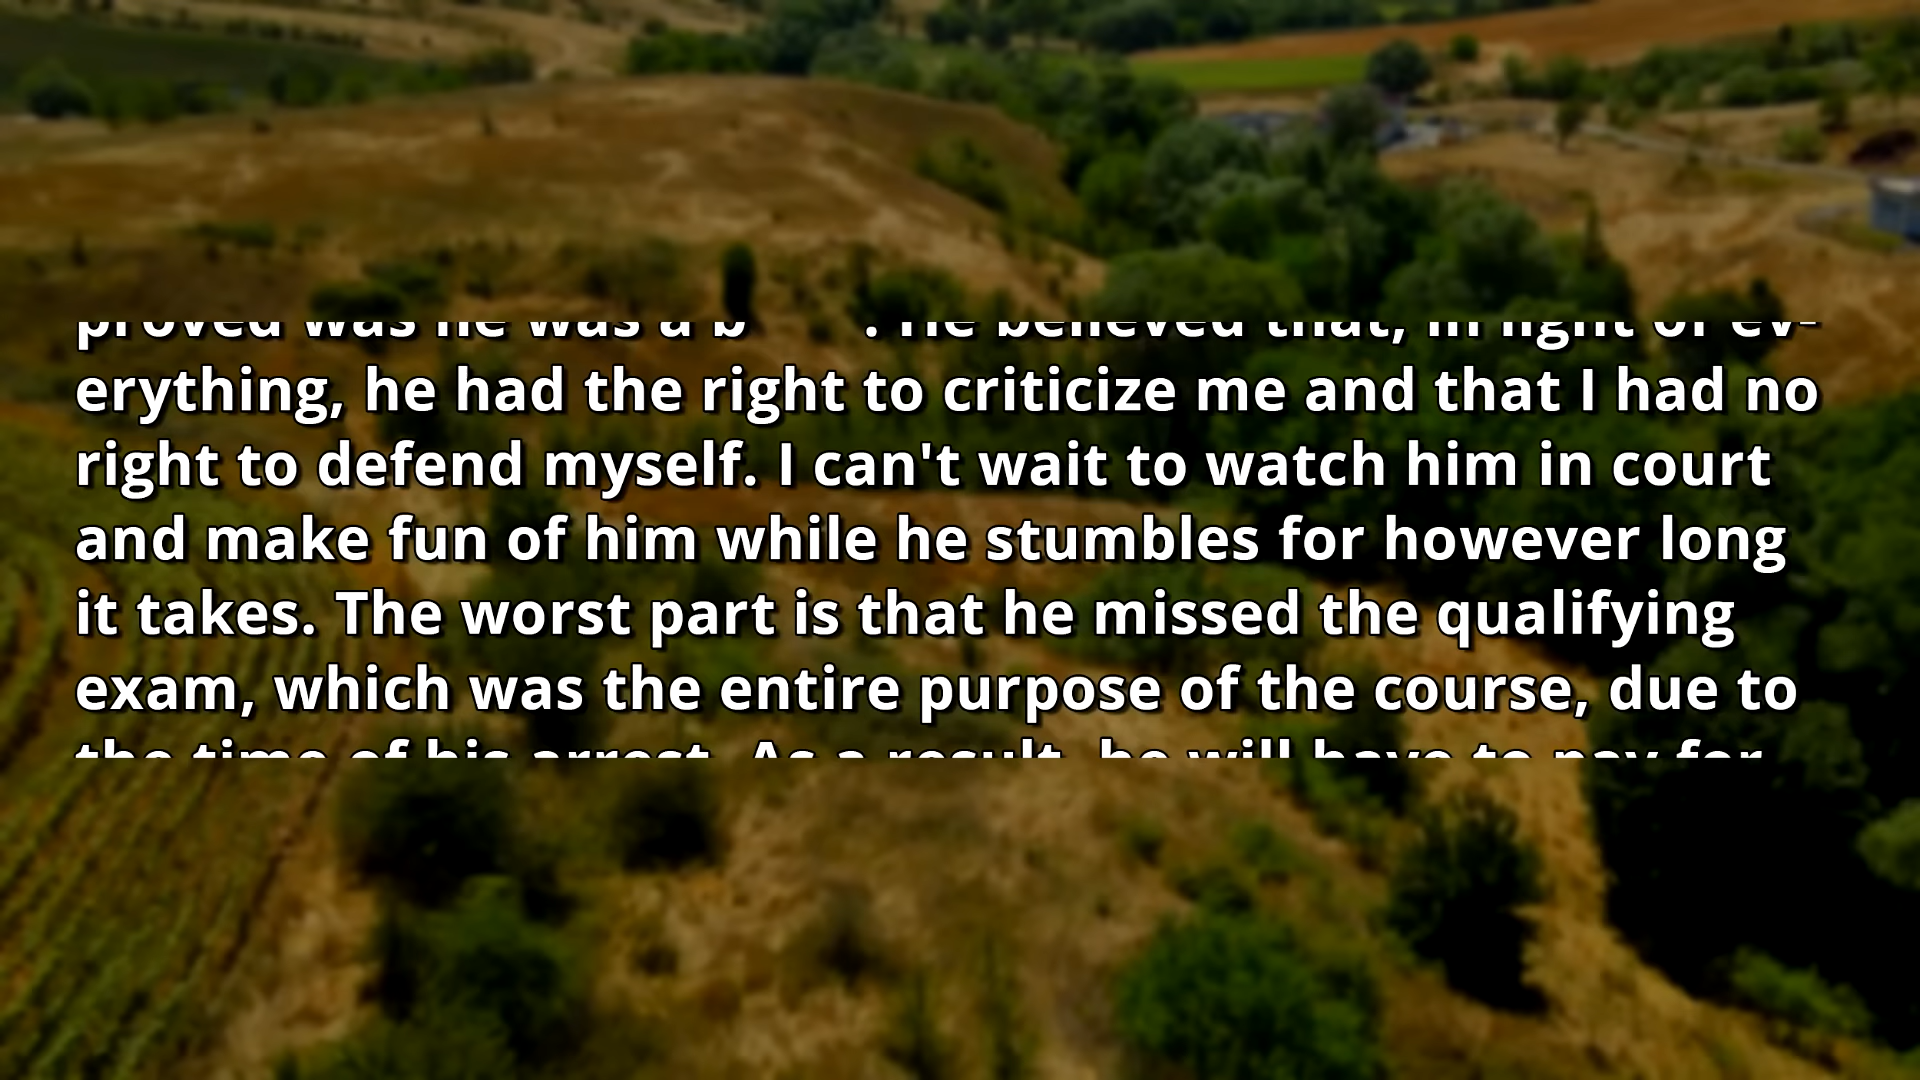 proved was he was a b . He believed that, in light of ev-
erything, he had the right to criticize me and that I had no
right to defend myself. I can't wait to watch him in court
and make fun of him while he stumbles for however long
it takes. The worst part is that he missed the qualifying
exam, which was the entire purpose of the course, due to
the time of his arrest. As a result, he will have to pay for